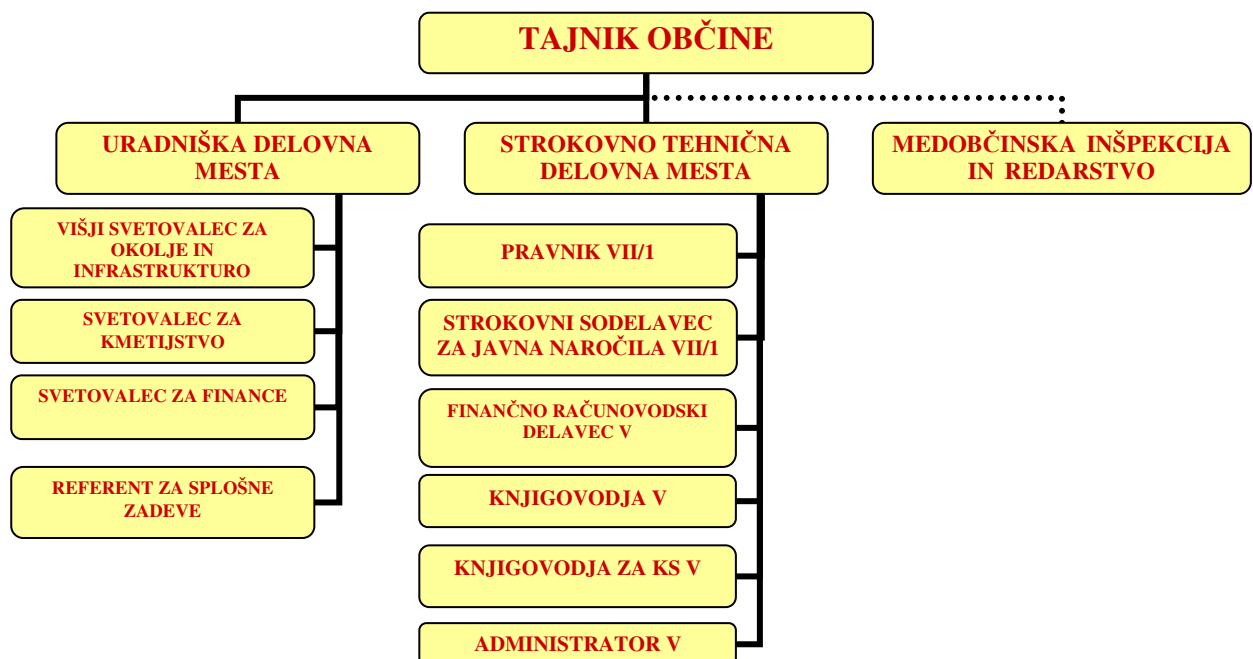 TAJNIK OBČINE
URADNIŠKA DELOVNA
MESTA
STROKOVNO TEHNIČNA
DELOVNA MESTA
MEDOBČINSKA INŠPEKCIJA
IN REDARSTVO
VIŠJI SVETOVALEC ZA
OKOLJE IN
INFRASTRUKTURO
SVETOVALEC ZA
KMETIJSTVO
SVETOVALEC ZA FINANCE
REFERENT ZA SPLOŠNE
ZADEVE
PRAVNIK VII/1
STROKOVNI SODELAVEC
ZA JAVNA NAROČILA VII/1
FINANČNO RAČUNOVODSKI
DELAVEC V
KNJIGOVODJA V
KNJIGOVODJA ZA KS V
ADMINISTRATOR V